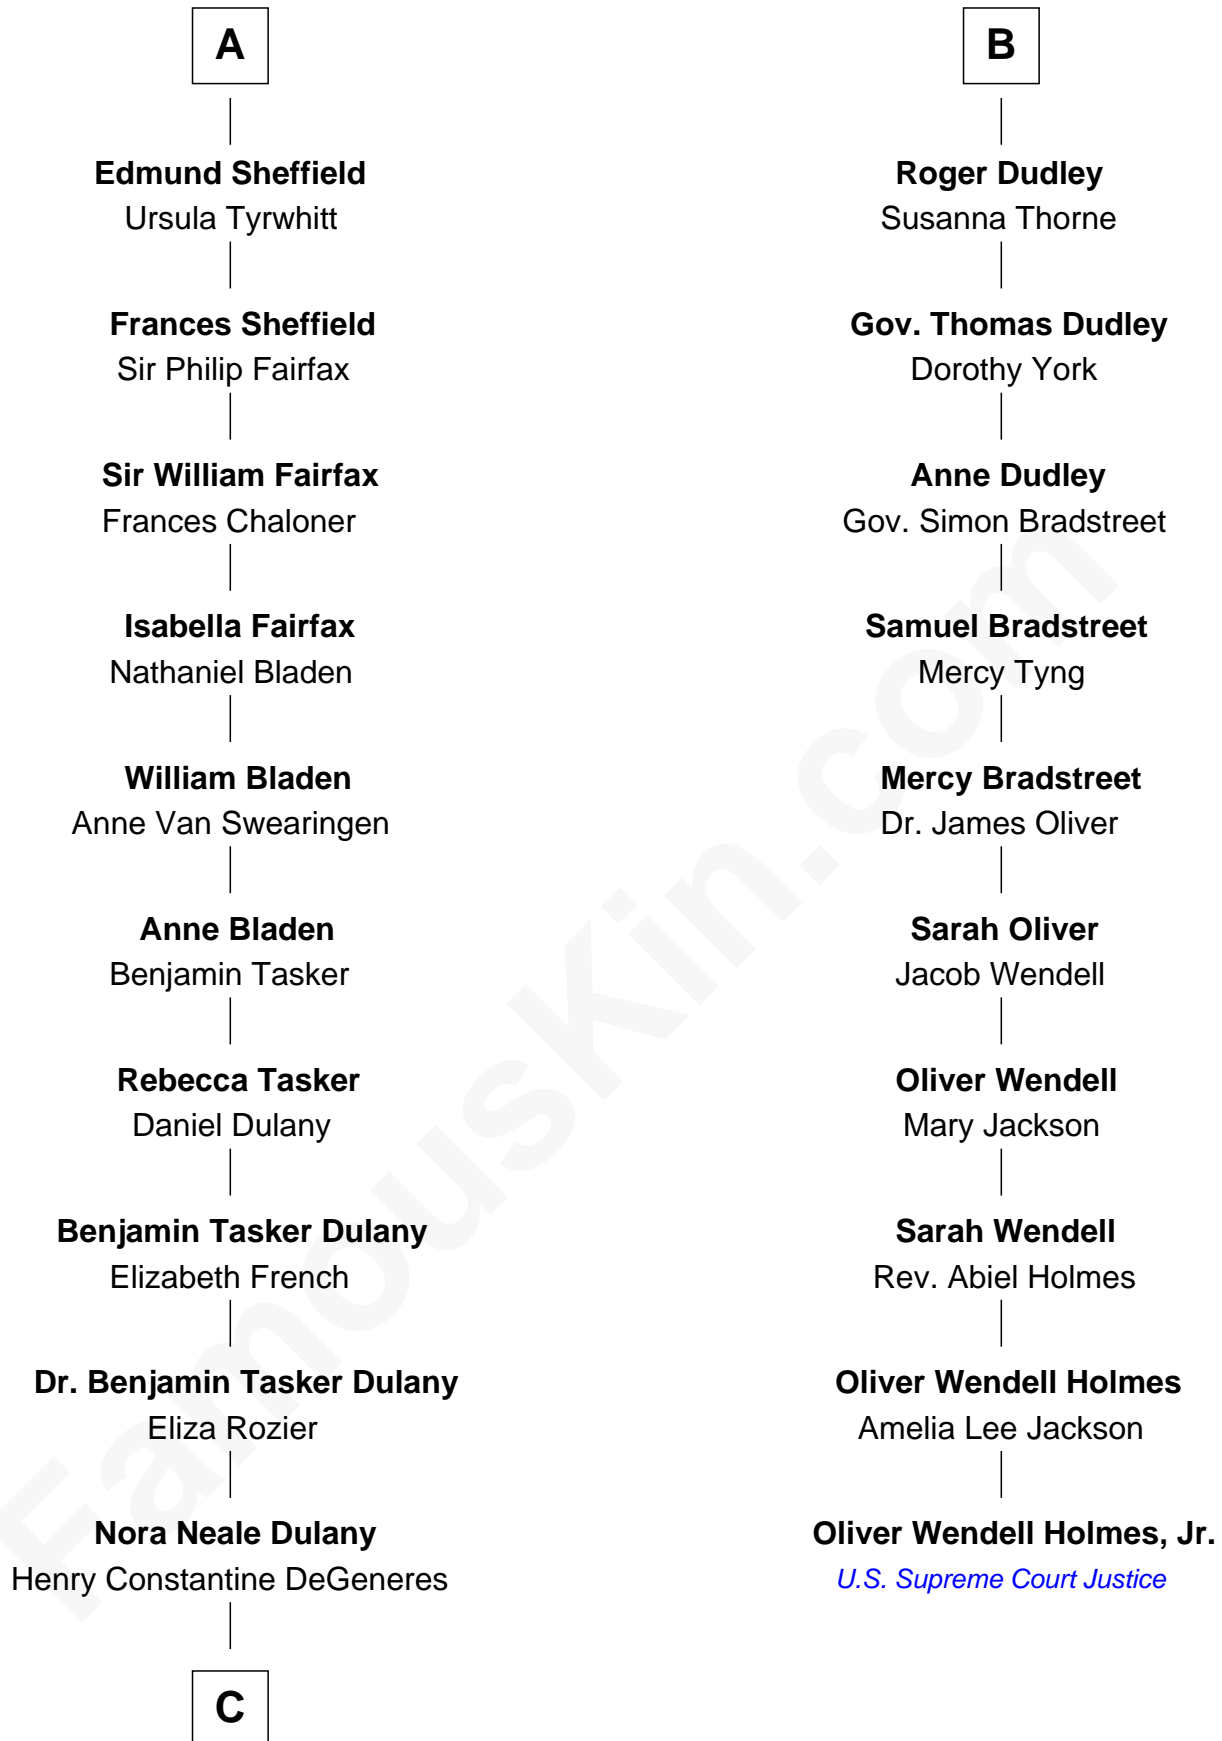 A
Edmund Sheffield
Ursula Tyrwhitt
Frances Sheffield
Sir Philip Fairfax
Sir William Fairfax
Frances Chaloner
Isabella Fairfax
Nathaniel Bladen
William Bladen
Anne Van Swearingen
Anne Bladen
Benjamin Tasker
Rebecca Tasker
Daniel Dulany
Benjamin Tasker Dulany
Elizabeth French
Dr. Benjamin Tasker Dulany
Eliza Rozier
Nora Neale Dulany
Henry Constantine DeGeneres
C
B
Roger Dudley
Susanna Thorne
Gov. Thomas Dudley
Dorothy York
Anne Dudley
Gov. Simon Bradstreet
Samuel Bradstreet
Mercy Tyng
Mercy Bradstreet
Dr. James Oliver
Sarah Oliver
Jacob Wendell
Oliver Wendell
Mary Jackson
Sarah Wendell
Rev. Abiel Holmes
Oliver Wendell Holmes
Amelia Lee Jackson
Oliver Wendell Holmes, Jr.
U.S. Supreme Court Justice
FamousKin.com